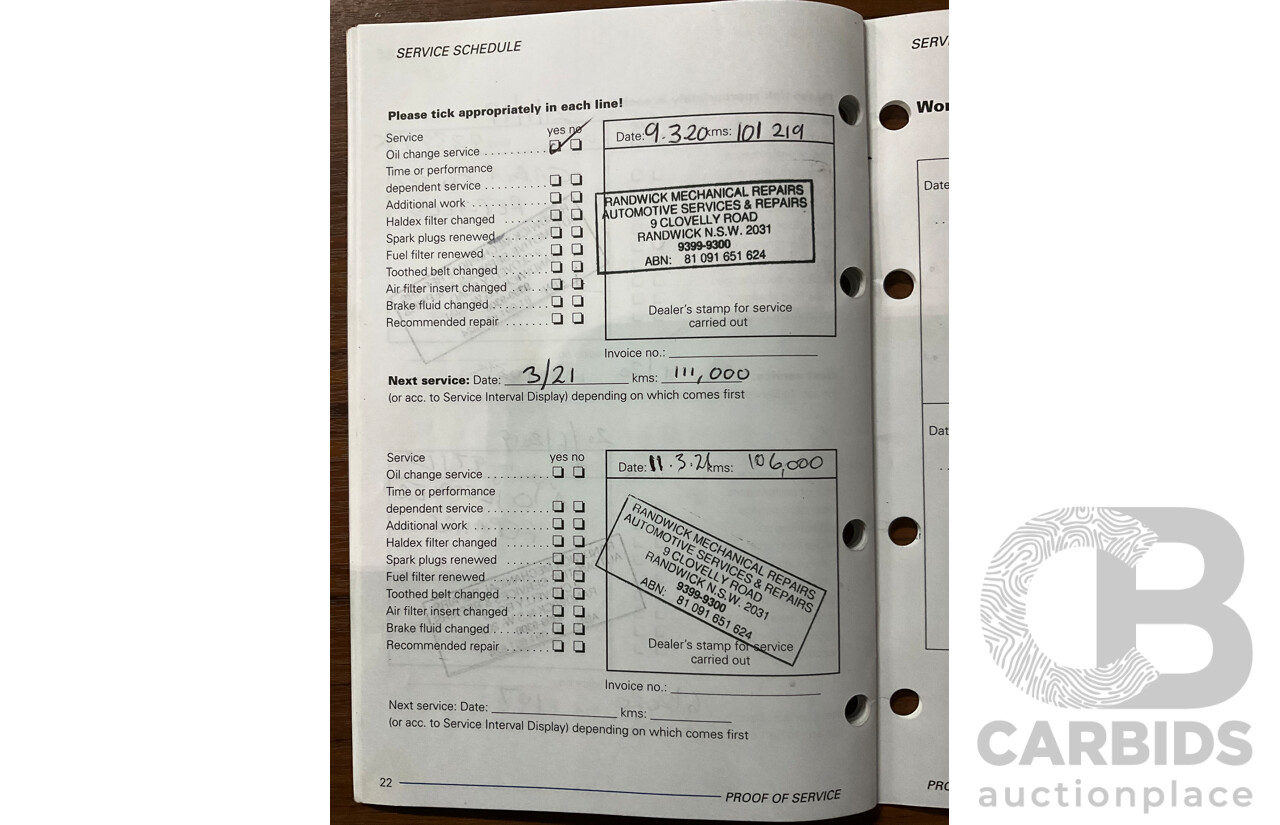 SERVICE SCHEDULE
Please tick appropriately in each line!
Service yes no
Oil change service ..........
Time or performance
dependent service ..........
Additional work .............
Haldex filter changed .......
Spark plugs renewed ........
Fuel filter renewed ..........
Toothed belt changed .......
Air filter insert changed ......
Brake fluid changed .........
Recommended repair .......
Date: 9.3.20 kms: 101 219
RANDWICK MECHANICAL REPAIRS
AUTOMOTIVE SERVICES & REPAIRS
9 CLOVELLY ROAD
RANDWICK N.S.W. 2031
9399-9300
ABN: 81 091 651 624
Dealer's stamp for service
carried out
Invoice no.:
Next service: Date: 3/21 kms: 111,000
(or acc. to Service Interval Display) depending on which comes first
Service yes no
Oil change service ..........
Time or performance
dependent service ..........
Additional work .............
Haldex filter changed .......
Spark plugs renewed ........
Fuel filter renewed ..........
Toothed belt changed .......
Air filter insert changed ......
Brake fluid changed .........
Recommended repair .......
Date: 11.3.21 kms: 106,000
RANDWICK MECHANICAL REPAIRS
AUTOMOTIVE SERVICES & REPAIRS
9 CLOVELLY ROAD
RANDWICK N.S.W. 2031
9399-9300
ABN: 81 091 651 624
Dealer's stamp for service
carried out
Invoice no.:
Next service: Date: kms:
(or acc. to Service Interval Display) depending on which comes first
22
PROOF OF SERVICE
SERV
Wor
Date
Dat
PRO
CB
CARBIDS
auctionplace